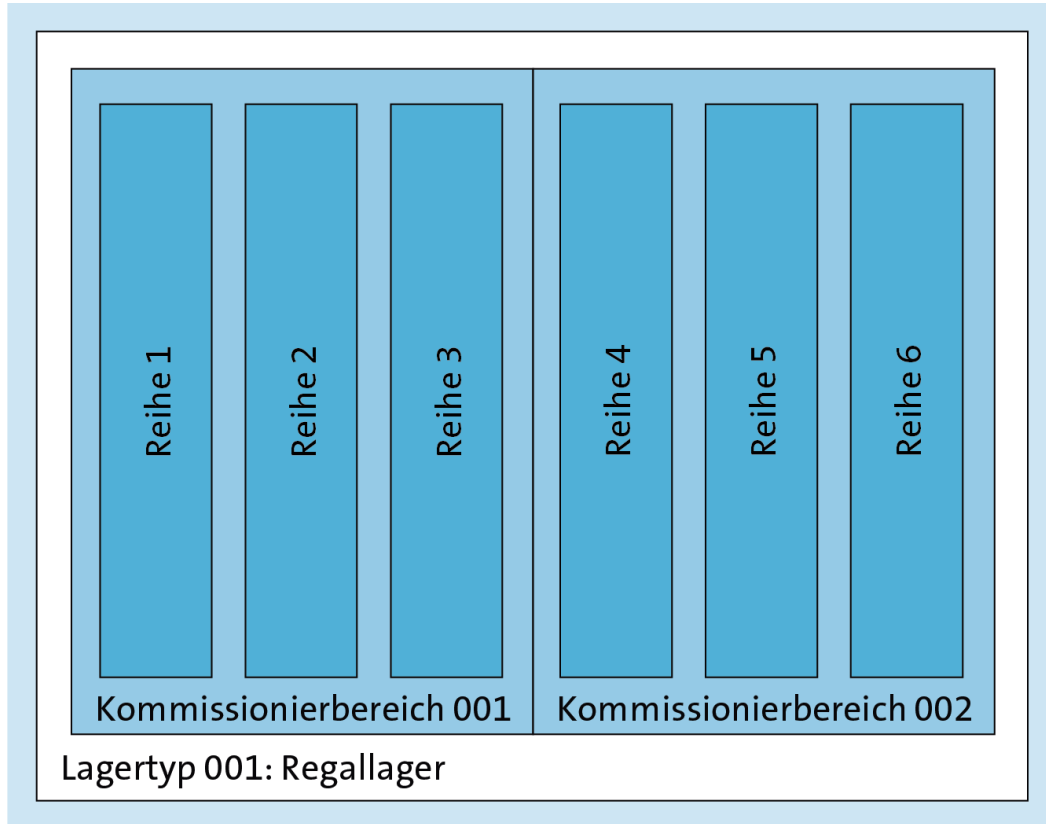 Reihe 1
Reihe 2
Reihe 3
Reihe 4
Reihe 5
Reihe 6
Kommissionierbereich 001
Kommissionierbereich 002
Lagertyp 001: Regallager